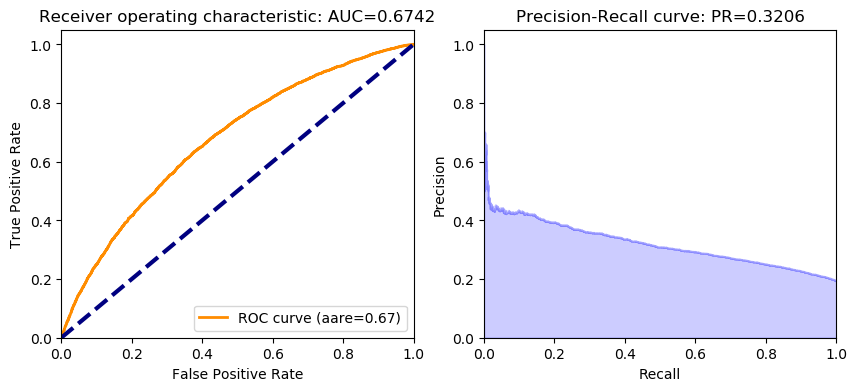 Receiver operating characteristic: AUC=0.6742
1.0
0.8
0.6
0.4
0.2
0.0
True Positive Rate
ROC curve (aare=0.67)
0.0 0.2 0.4 0.6 0.8 1.0
False Positive Rate
Precision-Recall curve: PR=0.3206
1.0
0.8
0.6
0.4
0.2
0.0
Precision
0.0 0.2 0.4 0.6 0.8 1.0
Recall